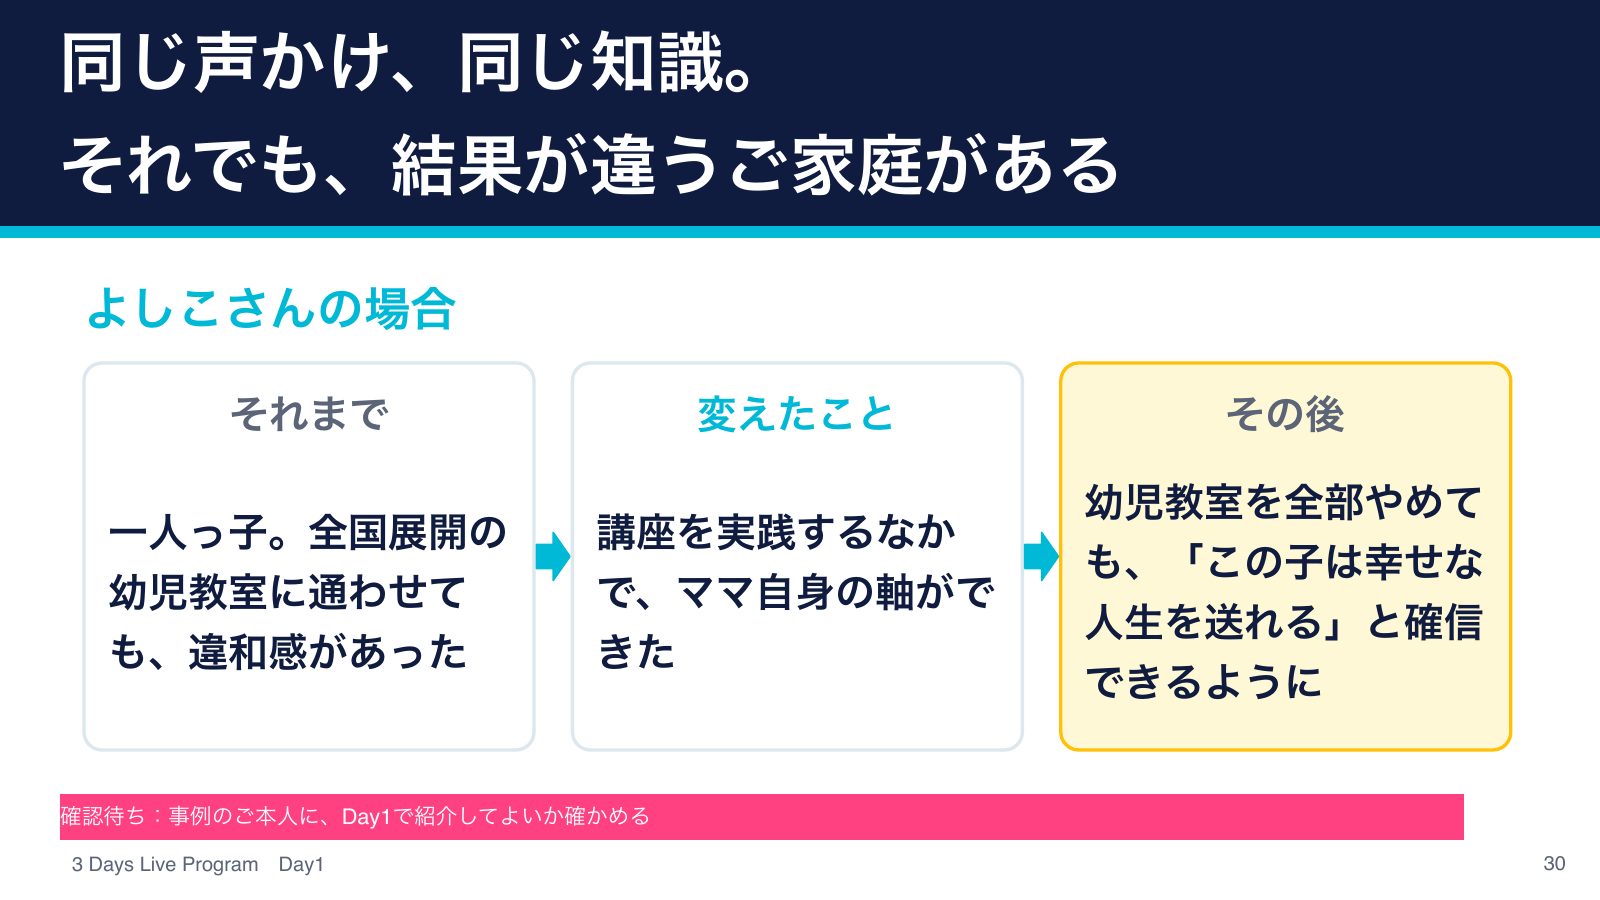 同じ声かけ、同じ知識。
それでも、結果が違うご家庭がある
よしこさんの場合
それまで
一人っ子。全国展開の
幼児教室に通わせて
も、違和感があった
変えたこと
講座を実践するなか
で、ママ自身の軸がで
きた
その後
幼児教室を全部やめて
も、「この子は幸せな
人生を送れる」と確信
できるように
確認待ち：事例のご本人に、Day1で紹介してよいか確かめる
3 Days Live Program　Day1
30